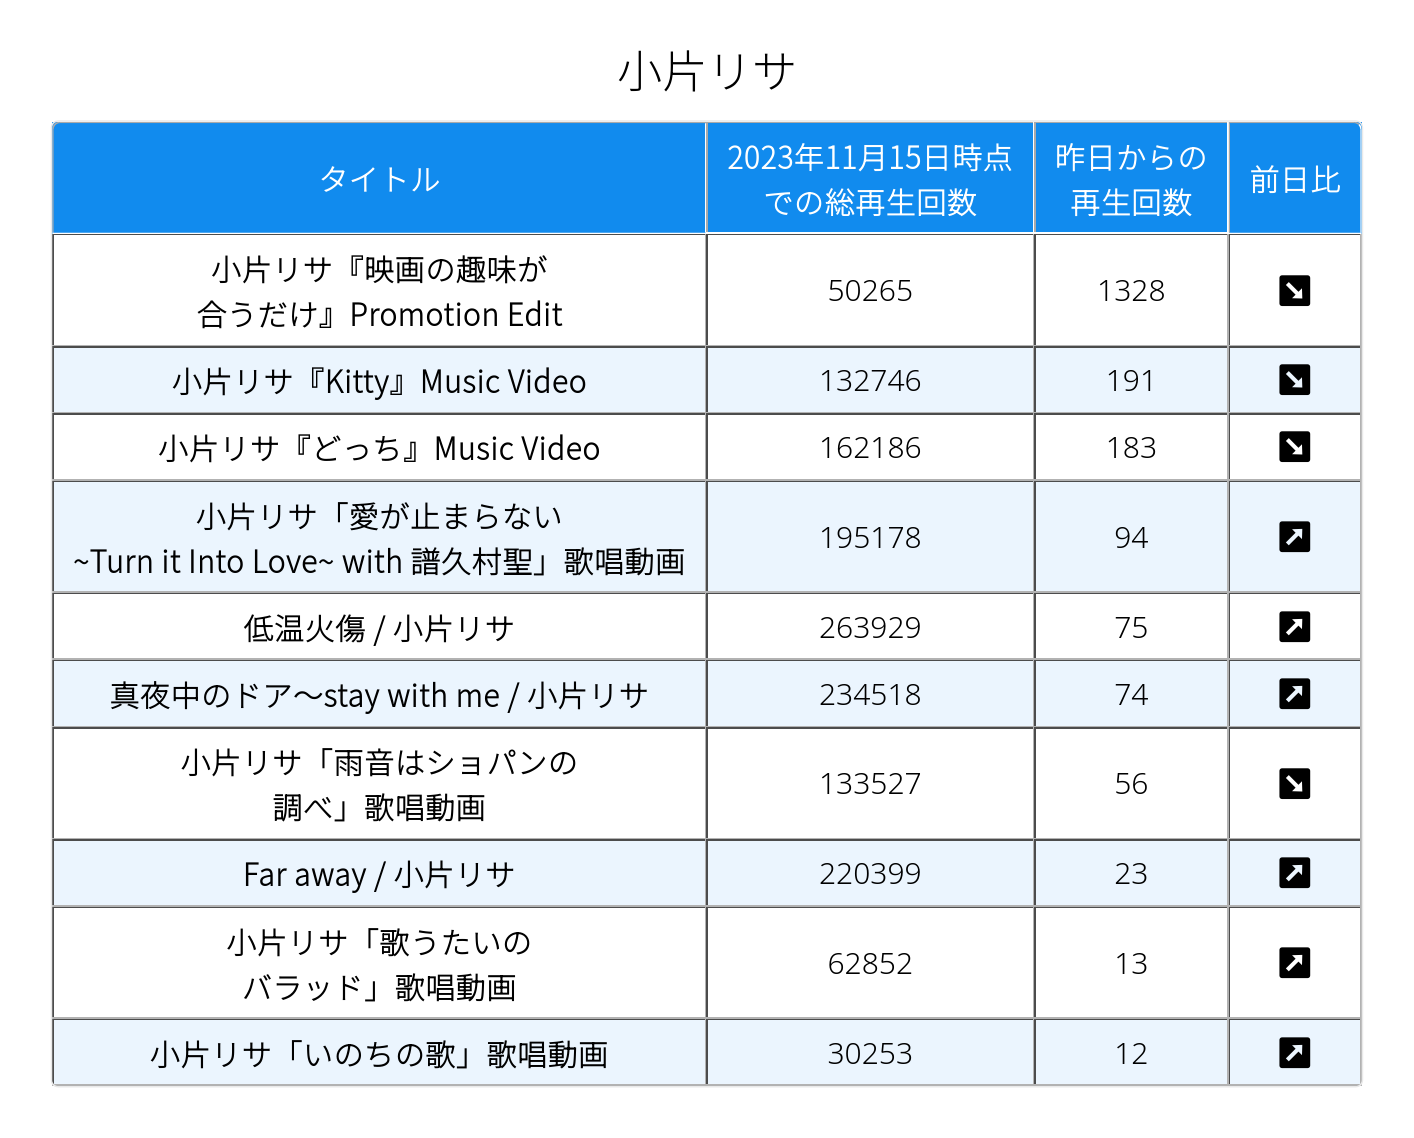 小片リサ
タイトル
2023年11月15日時点
での総再生回数
昨日からの
再生回数
前日比
小片リサ『映画の趣味が
合うだけ』Promotion Edit
50265
1328
小片リサ『Kitty』Music Video
132746
191
小片リサ『どっち』Music Video
162186
183
小片リサ「愛が止まらない
~Turn it Into Love~ with 譜久村聖」歌唱動画
195178
94
低温火傷 / 小片リサ
263929
75
真夜中のドア〜stay with me / 小片リサ
234518
74
小片リサ「雨音はショパンの
調べ」歌唱動画
133527
56
Far away / 小片リサ
220399
23
小片リサ「歌うたいの
バラッド」歌唱動画
62852
13
小片リサ「いのちの歌」歌唱動画
30253
12